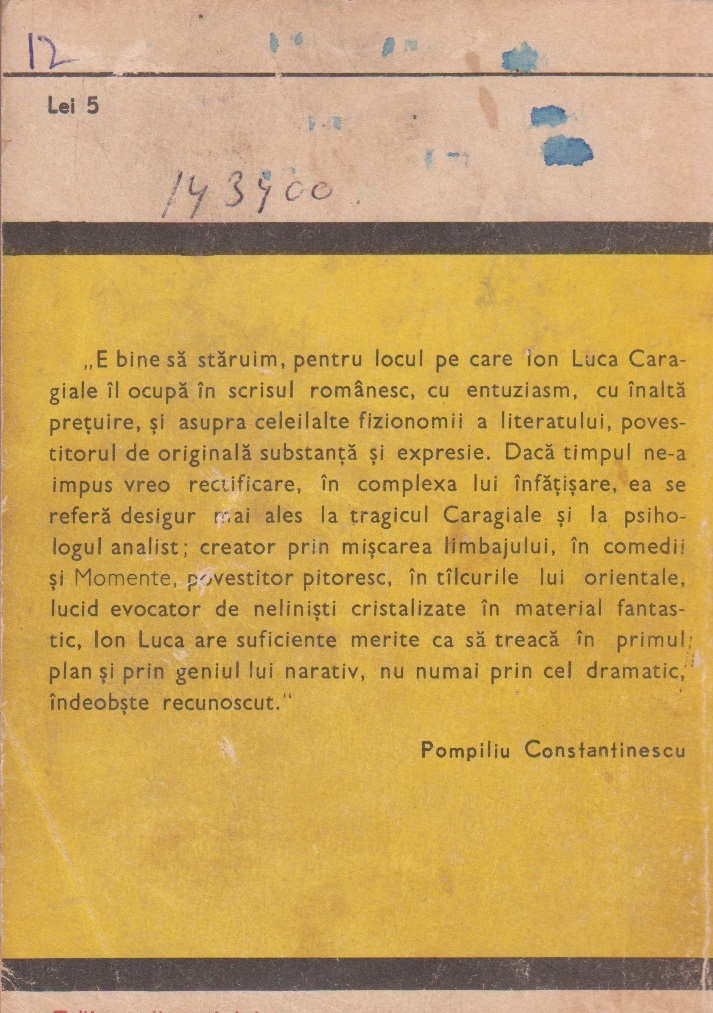 12
Lei 5
143400
„E bine să stăruim, pentru locul pe care Ion Luca Cara-
giale îl ocupă în scrisul românesc, cu entuziasm, cu înaltă
prețuire, și asupra celeilalte fizionomii a literatului, poves-
titorul de originală substanță și expresie. Dacă timpul ne-a
impus vreo rectificare, în complexa lui înfățișare, ea se
referă desigur mai ales la tragicul Caragiale și la psiho-
logul analist; creator prin mișcarea limbajului, în comedii
și Momente, povestitor pitoresc, în tîlcurile lui orientale,
lucid evocator de neliniști cristalizate în material fantas-
tic, Ion Luca are suficiente merite ca să treacă în primul
plan și prin geniul lui narativ, nu numai prin cel dramatic,
îndeobște recunoscut."
Pompiliu Constantinescu